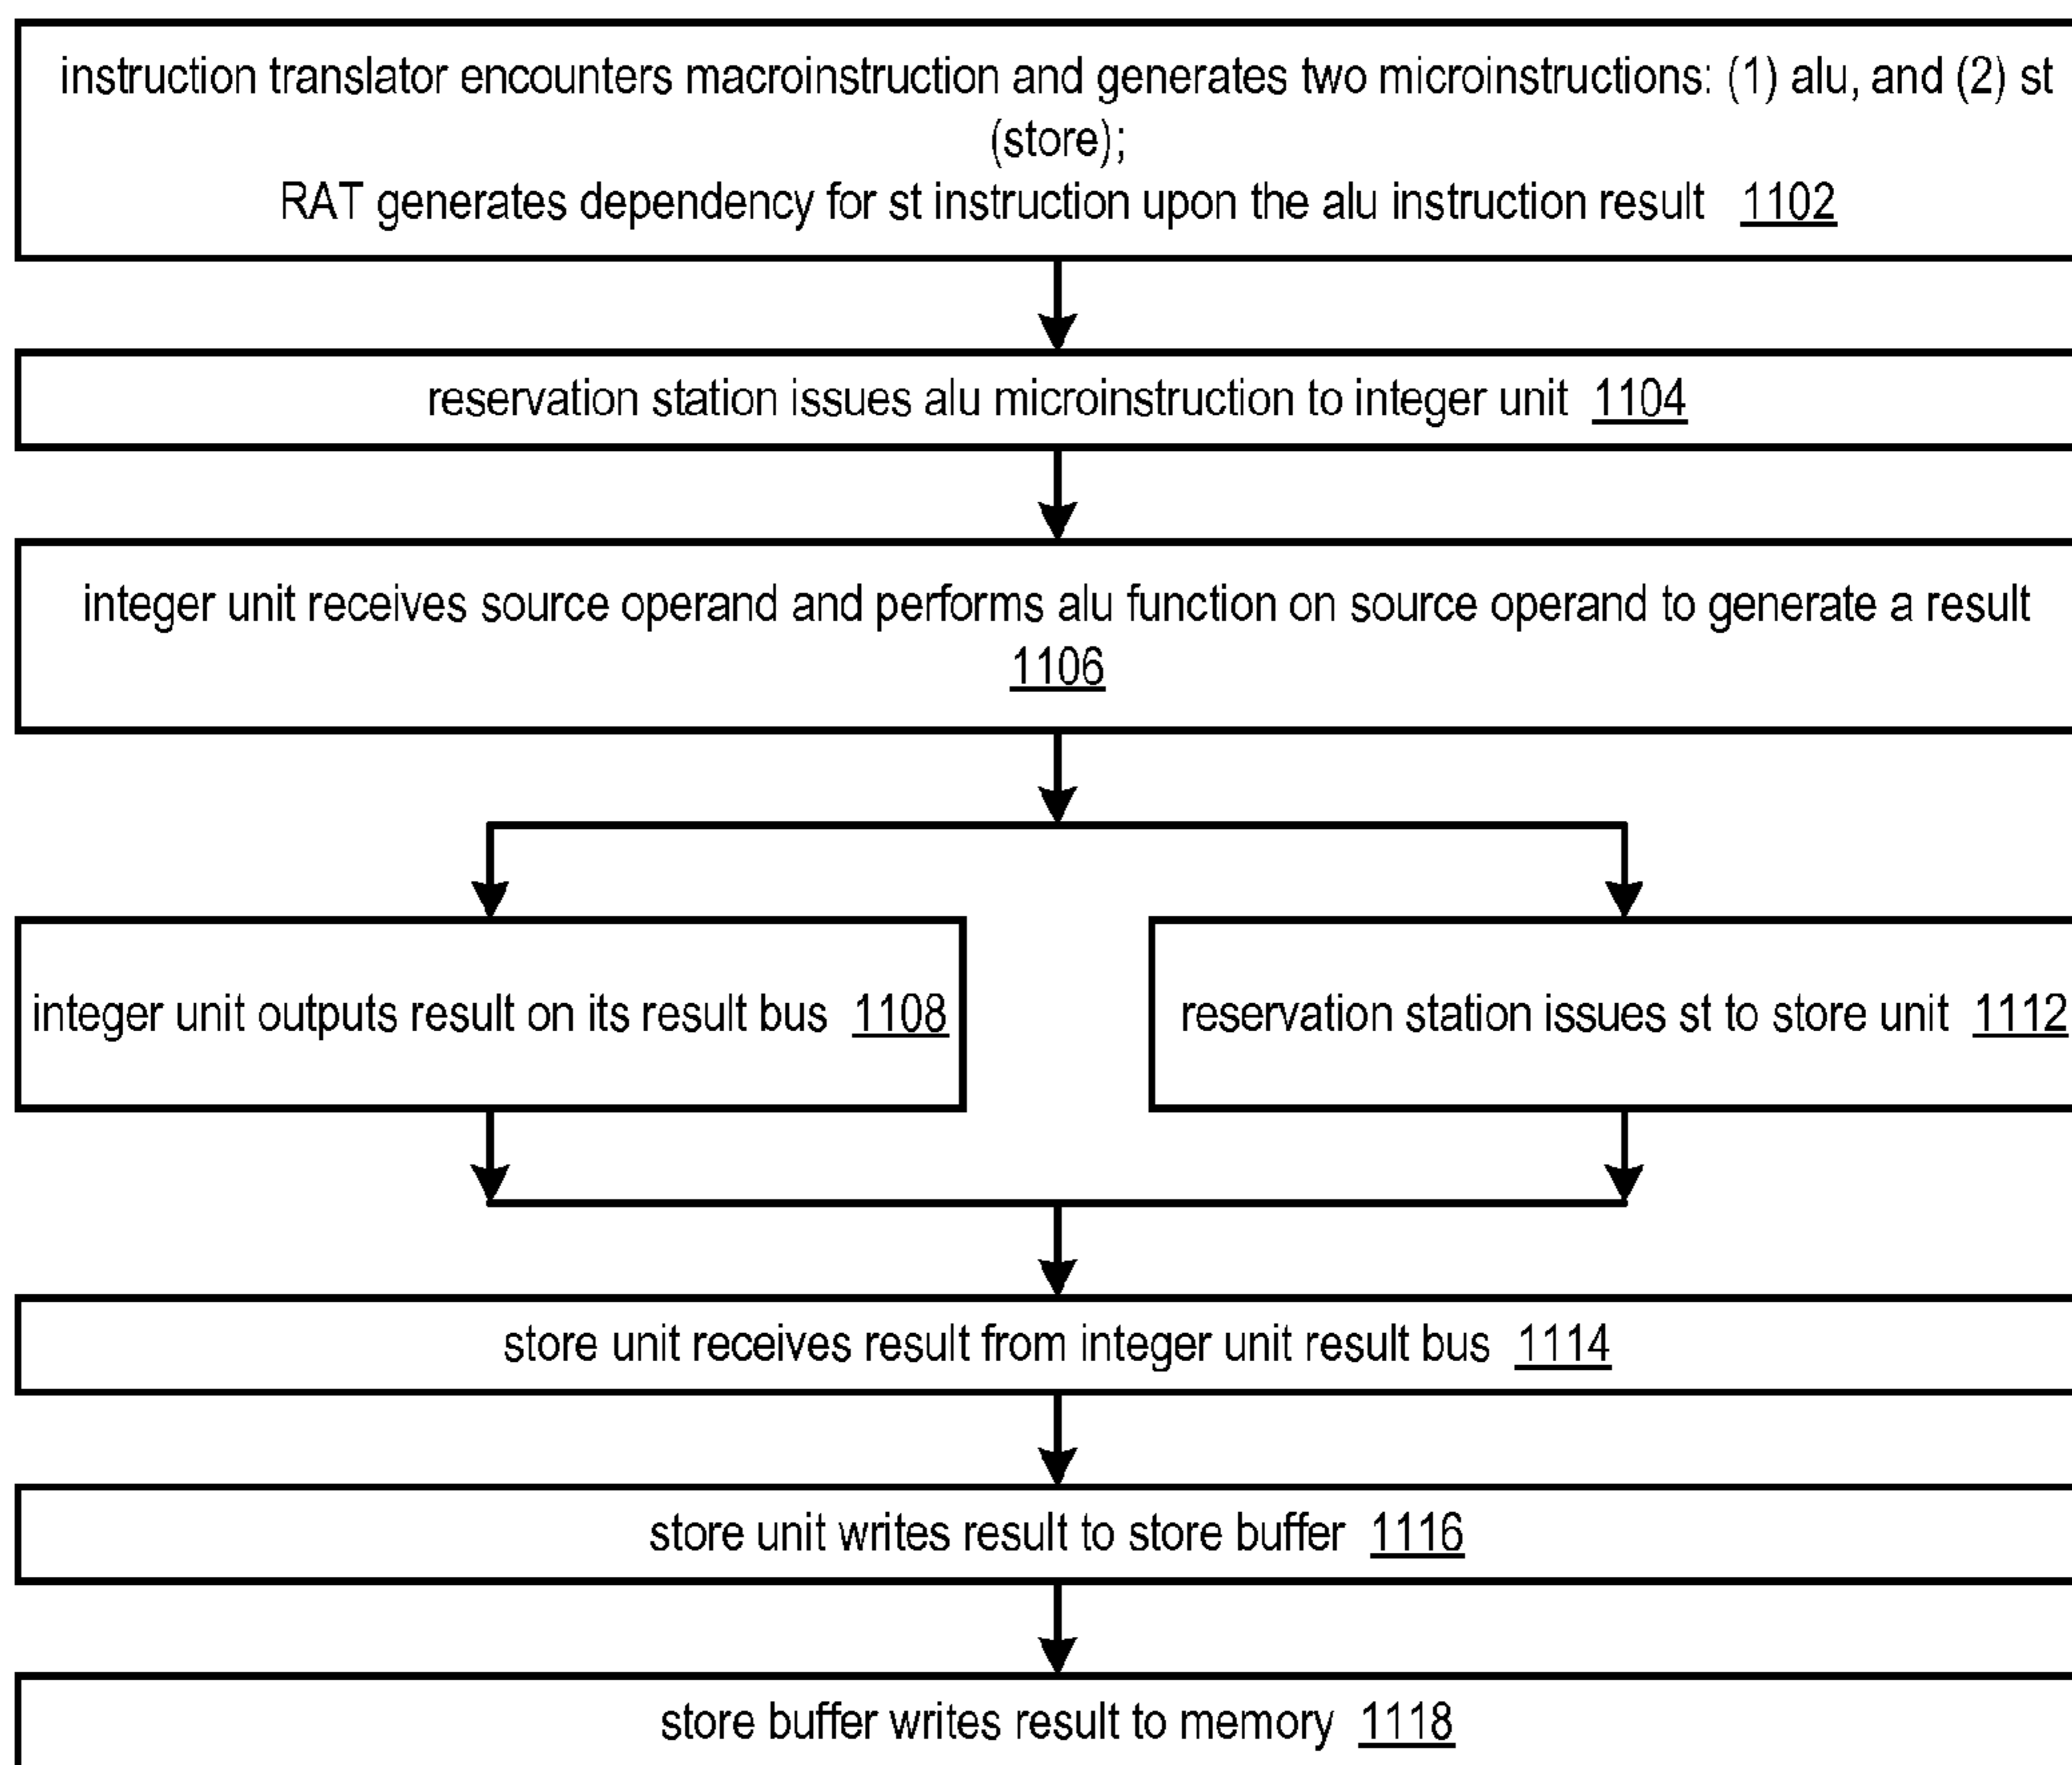 instruction translator encounters macroinstruction and generates two microinstructions: (1) alu, and (2) st
(store);
RAT generates dependency for st instruction upon the alu instruction result 1102
reservation station issues alu microinstruction to integer unit 1104
integer unit receives source operand and performs alu function on source operand to generate a result
1106
integer unit outputs result on its result bus 1108
reservation station issues st to store unit 1112
store unit receives result from integer unit result bus 1114
store unit writes result to store buffer 1116
store buffer writes result to memory 1118